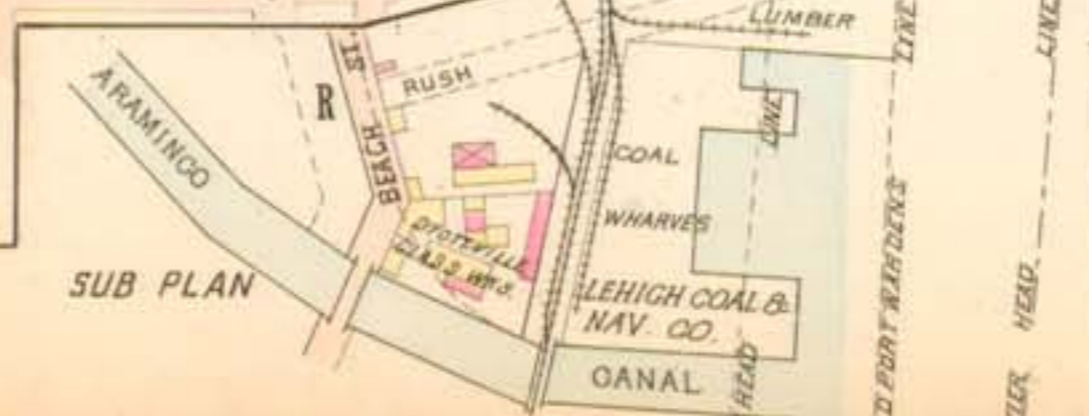 LUMBER
LINE
LINE
RUSH
BEACH ST.
R
ARAMINGO
LINE
COAL
WHARVES
DYOTTVILLE
GLASS WKS.
SUB PLAN
LEHIGH COAL &
NAV. CO.
CANAL
HEAD
PORT WARDENS
HEAD